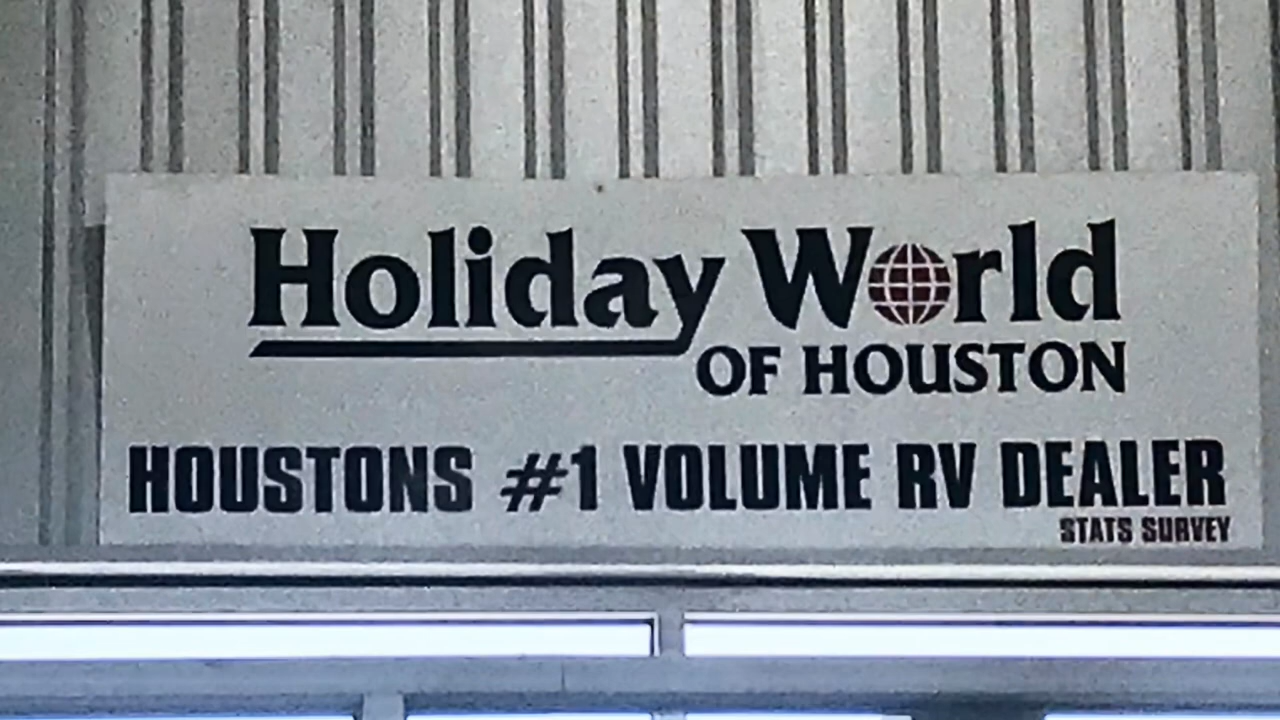 Holiday World
OF HOUSTON
HOUSTONS #1 VOLUME RV DEALER
STATS SURVEY